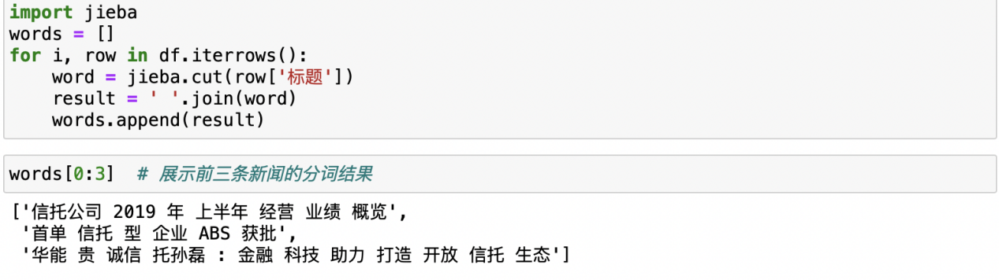 import jieba
words = []
for i, row in df.iterrows():
    word = jieba.cut(row['标题'])
    result = ' '.join(word)
    words.append(result)
words[0:3]  # 展示前三条新闻的分词结果
['信托公司 2019 年 上半年 经营 业绩 概览',
 '首单 信托 型 企业 ABS 获批',
 '华能 贵 诚信 托孙磊 : 金融 科技 助力 打造 开放 信托 生态']